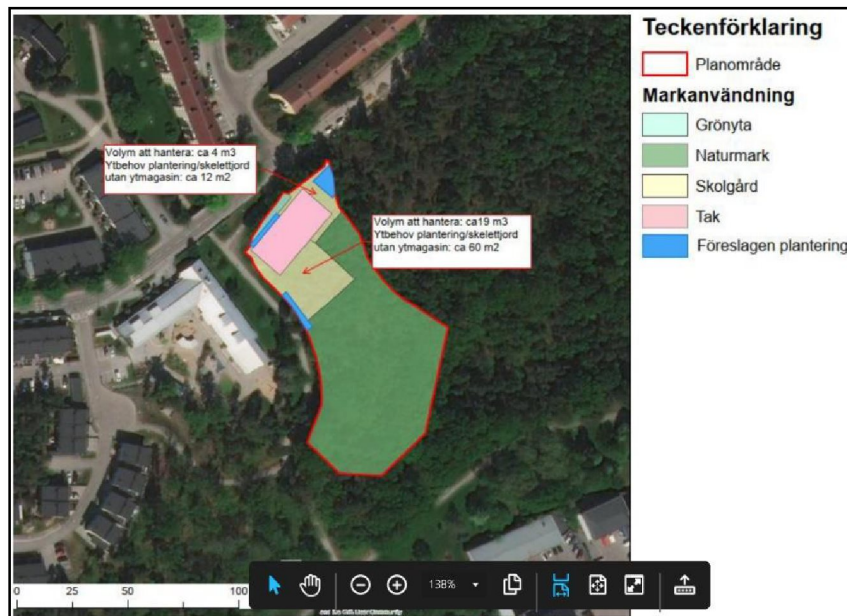 Teckenförklaring
Planområde
Markanvändning
Grönyta
Naturmark
Skolgård
Tak
Föreslagen plantering
Volym att hantera: ca 4 m3
Ytbehov plantering/skelettjord
utan ytmagasin: ca 12 m2
Volym att hantera: ca19 m3
Ytbehov plantering/skelettjord
utan ytmagasin: ca 60 m2
0 25 50 100
138%